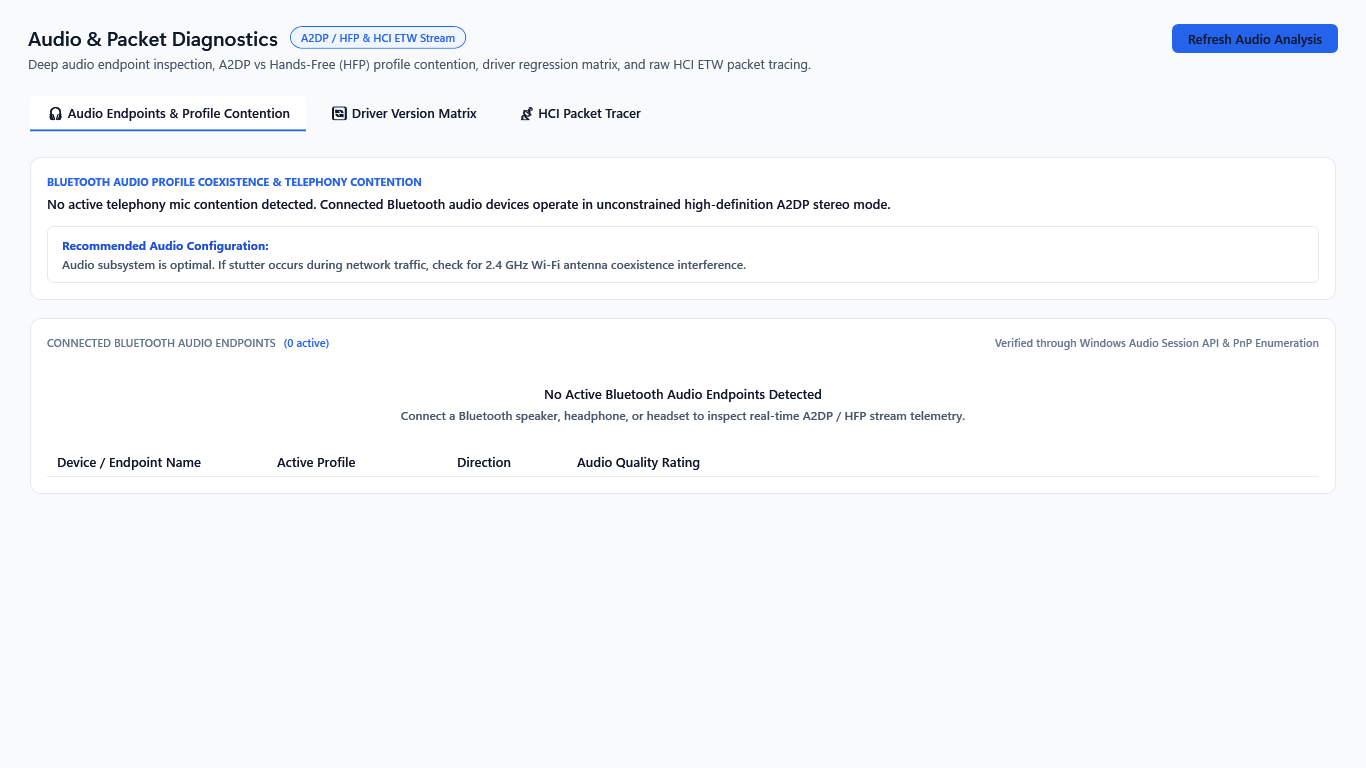 Audio & Packet Diagnostics
A2DP / HFP & HCI ETW Stream
Refresh Audio Analysis
Deep audio endpoint inspection, A2DP vs Hands-Free (HFP) profile contention, driver regression matrix, and raw HCI ETW packet tracing.
Audio Endpoints & Profile Contention
Driver Version Matrix
HCI Packet Tracer
BLUETOOTH AUDIO PROFILE COEXISTENCE & TELEPHONY CONTENTION
No active telephony mic contention detected. Connected Bluetooth audio devices operate in unconstrained high-definition A2DP stereo mode.
Recommended Audio Configuration:
Audio subsystem is optimal. If stutter occurs during network traffic, check for 2.4 GHz Wi-Fi antenna coexistence interference.
CONNECTED BLUETOOTH AUDIO ENDPOINTS (0 active)
Verified through Windows Audio Session API & PnP Enumeration
No Active Bluetooth Audio Endpoints Detected
Connect a Bluetooth speaker, headphone, or headset to inspect real-time A2DP / HFP stream telemetry.
Device / Endpoint Name
Active Profile
Direction
Audio Quality Rating